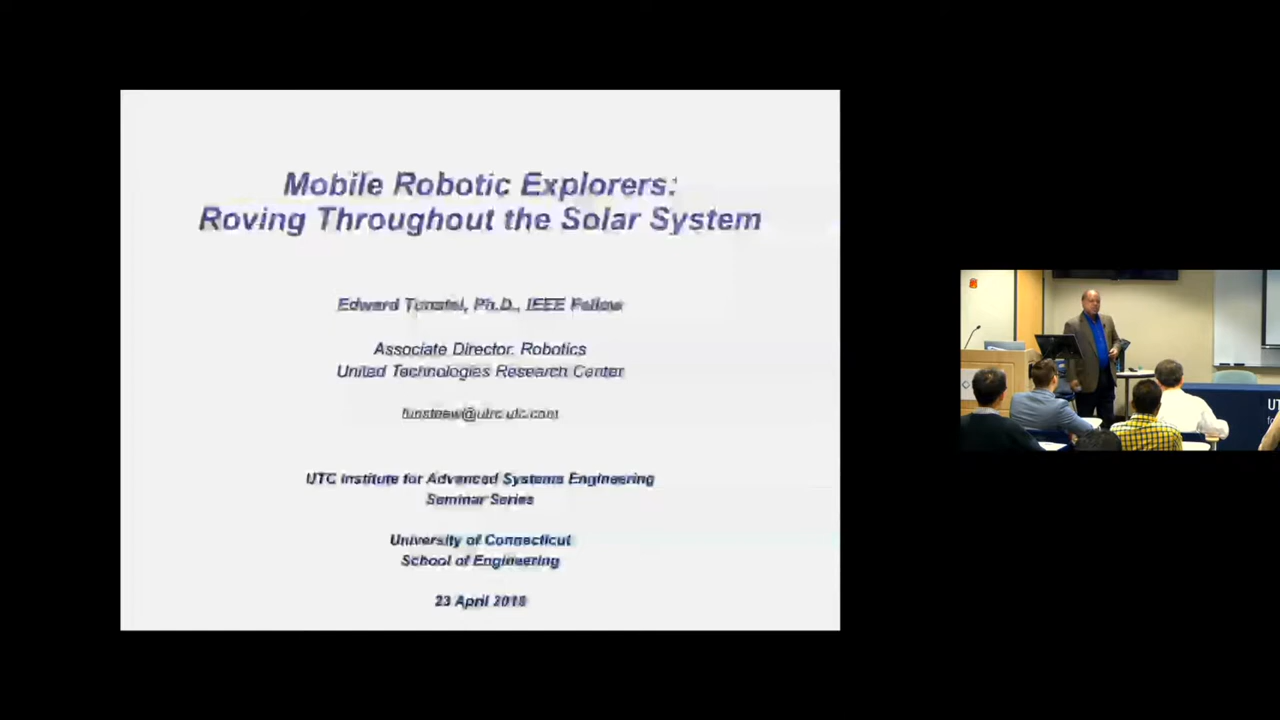 Mobile Robotic Explorers:
Roving Throughout the Solar System
Edward Tunstel, Ph.D., IEEE Fellow
Associate Director, Robotics
United Technologies Research Center
UTC Institute for Advanced Systems Engineering
Seminar Series
University of Connecticut
School of Engineering
23 April 2018
UT